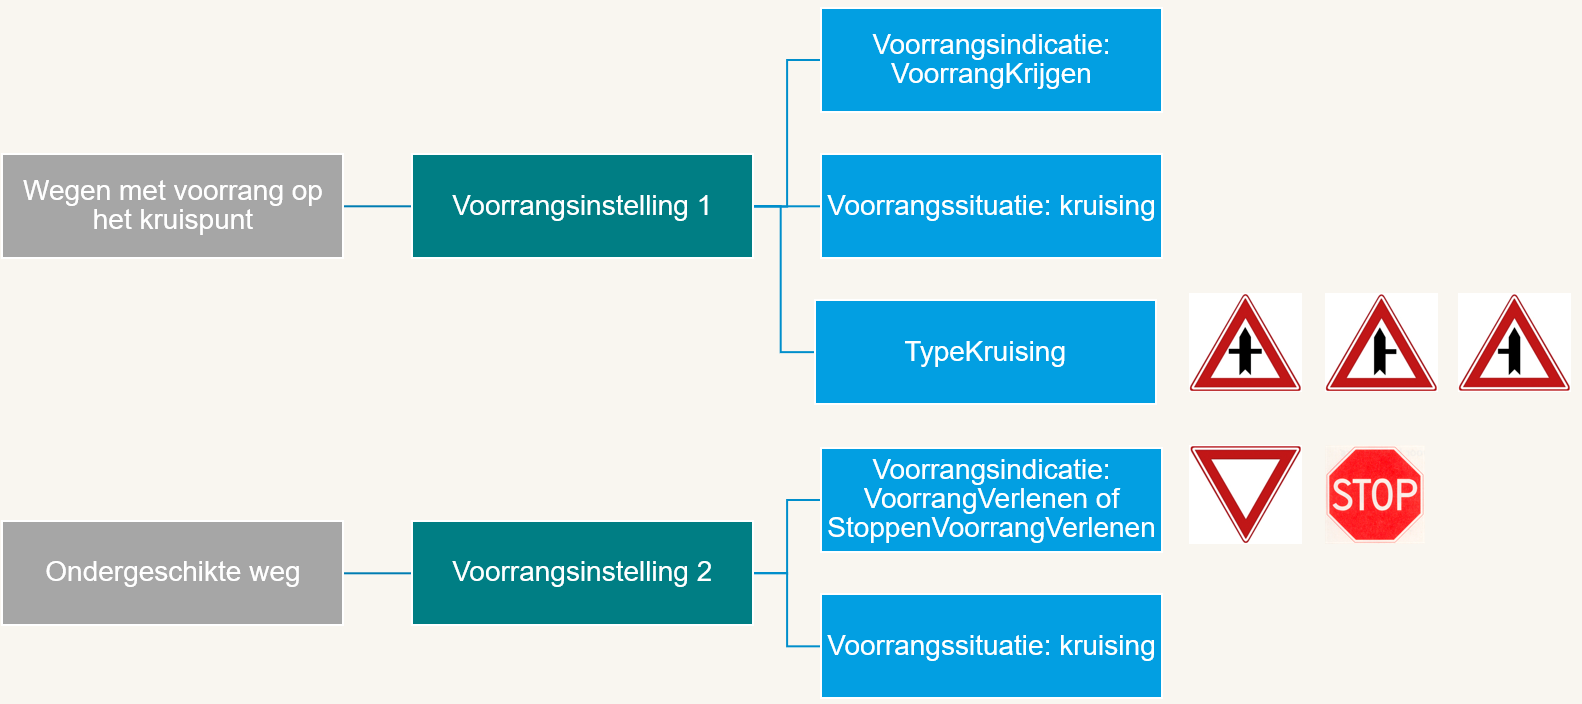 Voorrangsindicatie:
VoorrangKrijgen
Wegen met voorrang op
het kruispunt
Voorrangsinstelling 1
Voorrangssituatie: kruising
TypeKruising
Voorrangsindicatie:
VoorrangVerlenen of
StoppenVoorrangVerlenen
STOP
Ondergeschikte weg
Voorrangsinstelling 2
Voorrangssituatie: kruising